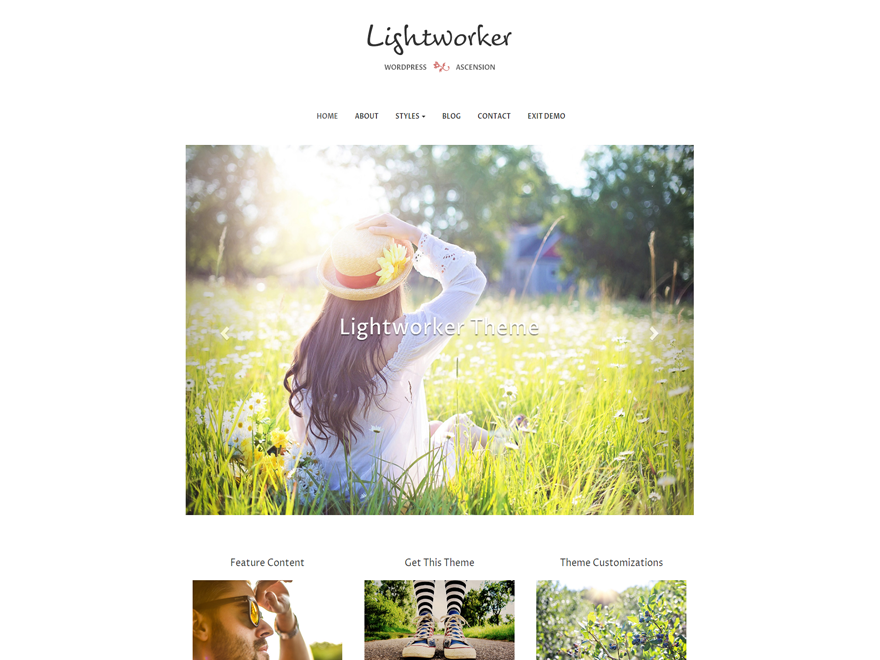 Lightworker
WORDPRESS ASCENSION
HOME ABOUT STYLES BLOG CONTACT EXIT DEMO
Lightworker Theme
Feature Content Get This Theme Theme Customizations